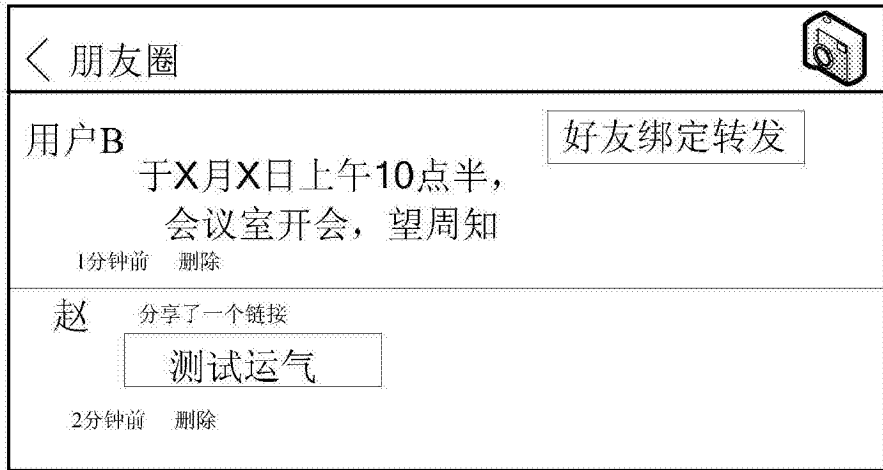 朋友圈
用户B
好友绑定转发
于X月X日上午10点半，
会议室开会，望周知
1分钟前 删除
赵 分享了一个链接
测试运气
2分钟前 删除